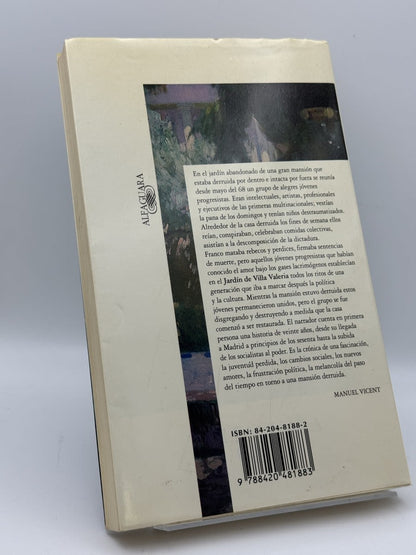 ALFAGUARA
En el jardín abandonado de una gran mansión que
estaba derruida por dentro e intacta por fuera se reunía
desde mayo del 68 un grupo de alegres jóvenes
progresistas. Eran intelectuales, artistas, profesionales
y ejecutivos de las primeras multinacionales; vestían
la pana de los domingos y tenían niños destraumatizados.
Alrededor de la casa derruida los fines de semana ellos
reían, conspiraban, celebraban comidas colectivas,
asistían a la descomposición de la dictadura.
Franco mataba rebecos y perdices, firmaba sentencias
de muerte, pero aquellos jóvenes progresistas que habían
conocido el amor bajo los gases lacrimógenos establecían
en el Jardín de Villa Valeria todos los ritos de una
generación que iba a marcar después la política
y la cultura. Mientras la mansión estuvo derruida estos
jóvenes permanecieron unidos, pero el grupo se fue
disgregando y destruyendo a medida que la casa
comenzó a ser restaurada. El narrador cuenta en primera
persona una historia de veinte años, desde su llegada
a Madrid a principios de los sesenta hasta la subida
de los socialistas al poder. Es la crónica de una fascinación,
la juventud perdida, los cambios sociales, los nuevos
amores, la frustración política, la melancolía del paso
del tiempo en torno a una mansión derruida.
MANUEL VICENT
ISBN: 84-204-8188-2
9 788420 481883